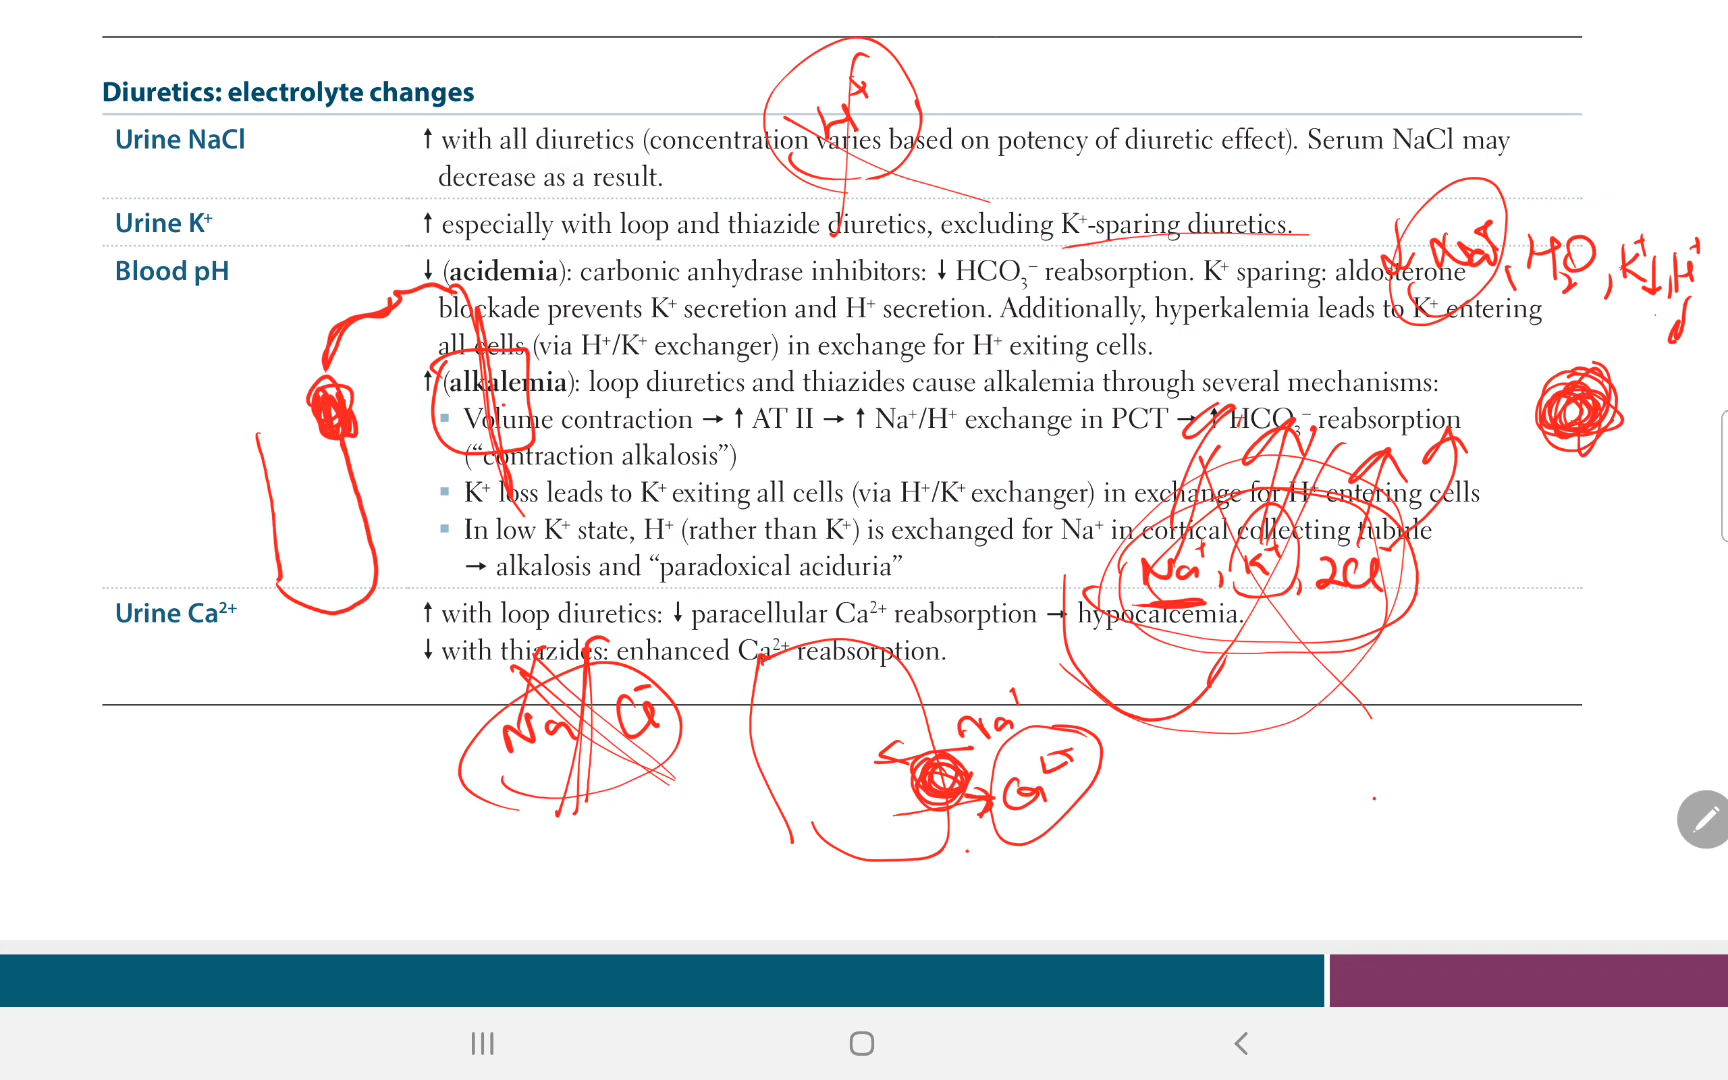 Diuretics: electrolyte changes
Urine NaCl
↑ with all diuretics (concentration varies based on potency of diuretic effect). Serum NaCl may
decrease as a result.
H⁺
Urine K⁺
↑ especially with loop and thiazide diuretics, excluding K⁺-sparing diuretics.
Blood pH
↓ (acidemia): carbonic anhydrase inhibitors: ↓ HCO₃⁻ reabsorption. K⁺ sparing: aldosterone
blockade prevents K⁺ secretion and H⁺ secretion. Additionally, hyperkalemia leads to K⁺ entering
all cells (via H⁺/K⁺ exchanger) in exchange for H⁺ exiting cells.
Na⁺, H₂O, K⁺↓, H⁺
↑ (alkalemia): loop diuretics and thiazides cause alkalemia through several mechanisms:
▪ Volume contraction → ↑ AT II → ↑ Na⁺/H⁺ exchange in PCT → ↑ HCO₃⁻ reabsorption
(“contraction alkalosis”)
▪ K⁺ loss leads to K⁺ exiting all cells (via H⁺/K⁺ exchanger) in exchange for H⁺ entering cells
▪ In low K⁺ state, H⁺ (rather than K⁺) is exchanged for Na⁺ in cortical collecting tubule
→ alkalosis and “paradoxical aciduria”
Na⁺, K⁺, 2Cl⁻
Urine Ca²⁺
↑ with loop diuretics: ↓ paracellular Ca²⁺ reabsorption → hypocalcemia.
↓ with thiazides: enhanced Ca²⁺ reabsorption.
Na Cl⁻
Na
Ca